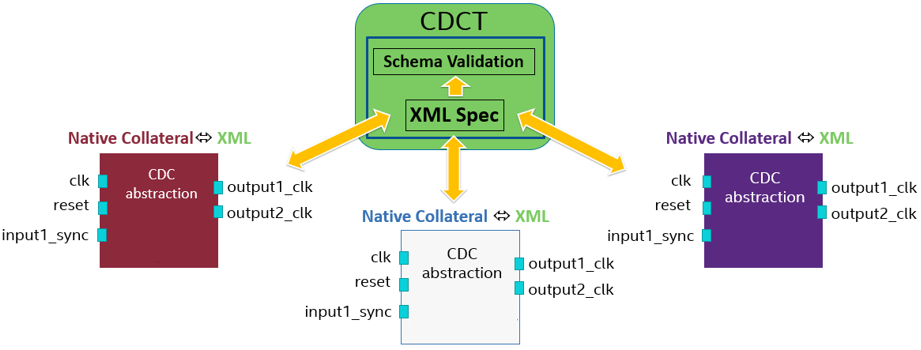 CDCT
Schema Validation
XML Spec
Native Collateral ⇔ XML
clk
reset
input1_sync
CDC
abstraction
output1_clk
output2_clk
Native Collateral ⇔ XML
clk
reset
input1_sync
CDC
abstraction
output1_clk
output2_clk
Native Collateral ⇔ XML
clk
reset
input1_sync
CDC
abstraction
output1_clk
output2_clk